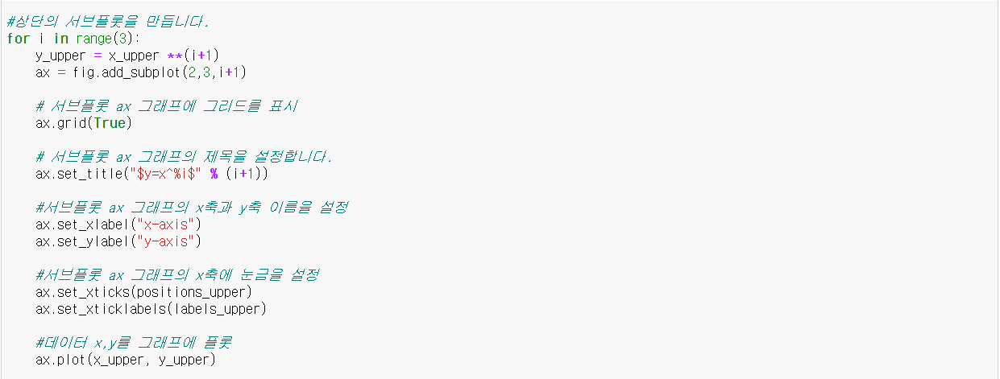 #상단의 서브플롯을 만듭니다.
for i in range(3):
    y_upper = x_upper **(i+1)
    ax = fig.add_subplot(2,3,i+1)

    # 서브플롯 ax 그래프에 그리드를 표시
    ax.grid(True)

    # 서브플롯 ax 그래프의 제목을 설정합니다.
    ax.set_title("$y=x^%i$" % (i+1))

    #서브플롯 ax 그래프의 x축과 y축 이름을 설정
    ax.set_xlabel("x-axis")
    ax.set_ylabel("y-axis")

    #서브플롯 ax 그래프의 x축에 눈금을 설정
    ax.set_xticks(positions_upper)
    ax.set_xticklabels(labels_upper)

    #데이터 x,y를 그래프에 플롯
    ax.plot(x_upper, y_upper)